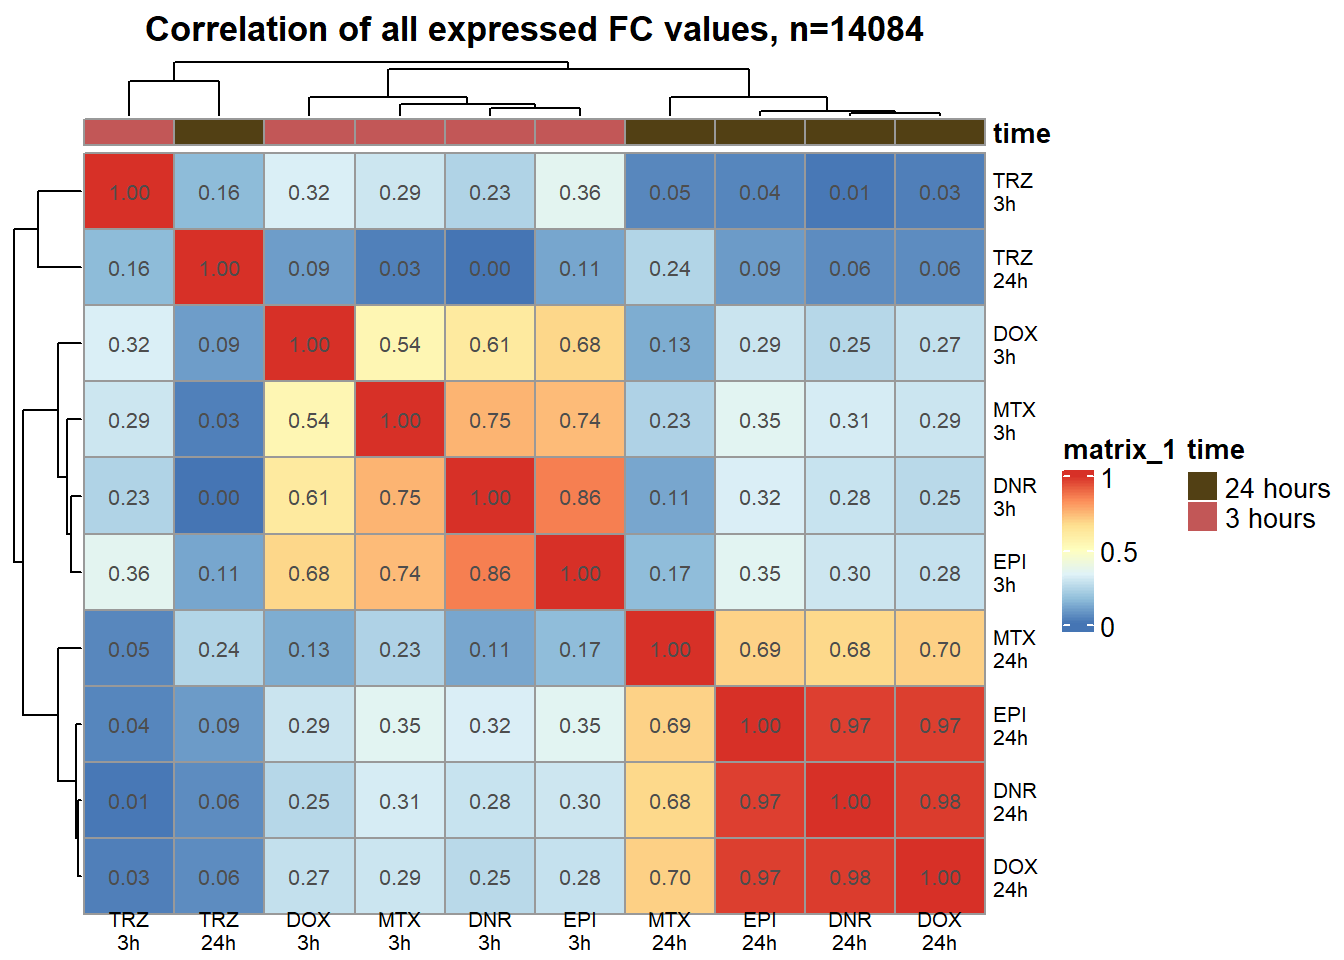 Correlation of all expressed FC values, n=14084
time
1.00 0.16 0.32 0.29 0.23 0.36 0.05 0.04 0.01 0.03 TRZ
3h
0.16 1.00 0.09 0.03 0.00 0.11 0.24 0.09 0.06 0.06 TRZ
24h
0.32 0.09 1.00 0.54 0.61 0.68 0.13 0.29 0.25 0.27 DOX
3h
0.29 0.03 0.54 1.00 0.75 0.74 0.23 0.35 0.31 0.29 MTX
3h
0.23 0.00 0.61 0.75 1.00 0.86 0.11 0.32 0.28 0.25 DNR
3h
0.36 0.11 0.68 0.74 0.86 1.00 0.17 0.35 0.30 0.28 EPI
3h
0.05 0.24 0.13 0.23 0.11 0.17 1.00 0.69 0.68 0.70 MTX
24h
0.04 0.09 0.29 0.35 0.32 0.35 0.69 1.00 0.97 0.97 EPI
24h
0.01 0.06 0.25 0.31 0.28 0.30 0.68 0.97 1.00 0.98 DNR
24h
0.03 0.06 0.27 0.29 0.25 0.28 0.70 0.97 0.98 1.00 DOX
24h
TRZ TRZ DOX MTX DNR EPI MTX EPI DNR DOX
3h 24h 3h 3h 3h 3h 24h 24h 24h 24h
matrix_1 time
1
0.5
0
24 hours
3 hours